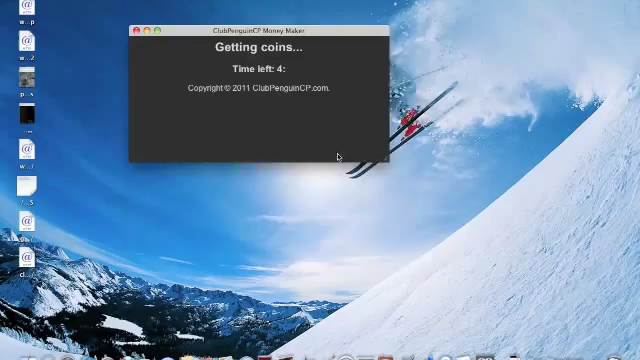 ClubPenguinCP Money Maker
Getting coins...
Time left: 4:
Copyright © 2011 ClubPenguinCP.com.